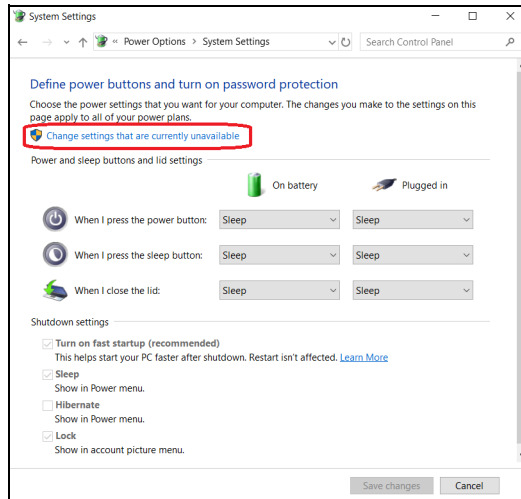 System Settings
« Power Options > System Settings
Search Control Panel
Define power buttons and turn on password protection
Choose the power settings that you want for your computer. The changes you make to the settings on this
page apply to all of your power plans.
Change settings that are currently unavailable
Power and sleep buttons and lid settings
On battery Plugged in
When I press the power button: Sleep Sleep
When I press the sleep button: Sleep Sleep
When I close the lid: Sleep Sleep
Shutdown settings
Turn on fast startup (recommended)
This helps start your PC faster after shutdown. Restart isn't affected. Learn More
Sleep
Show in Power menu.
Hibernate
Show in Power menu.
Lock
Show in account picture menu.
Save changes Cancel